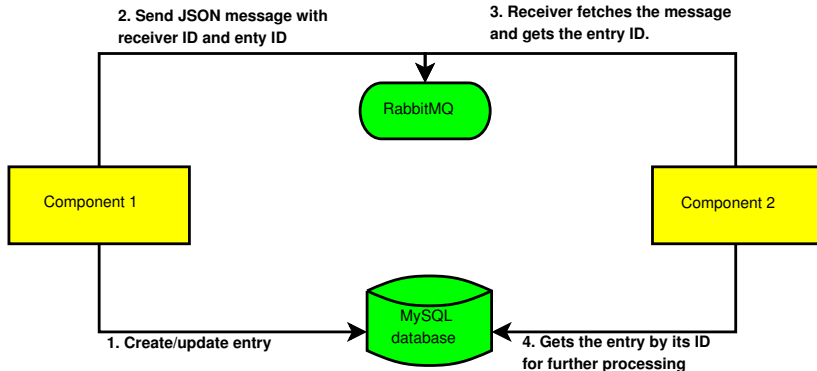 2. Send JSON message with
receiver ID and enty ID
3. Receiver fetches the message
and gets the entry ID.
RabbitMQ
Component 1
Component 2
MySQL
database
1. Create/update entry
4. Gets the entry by its ID
for further processing